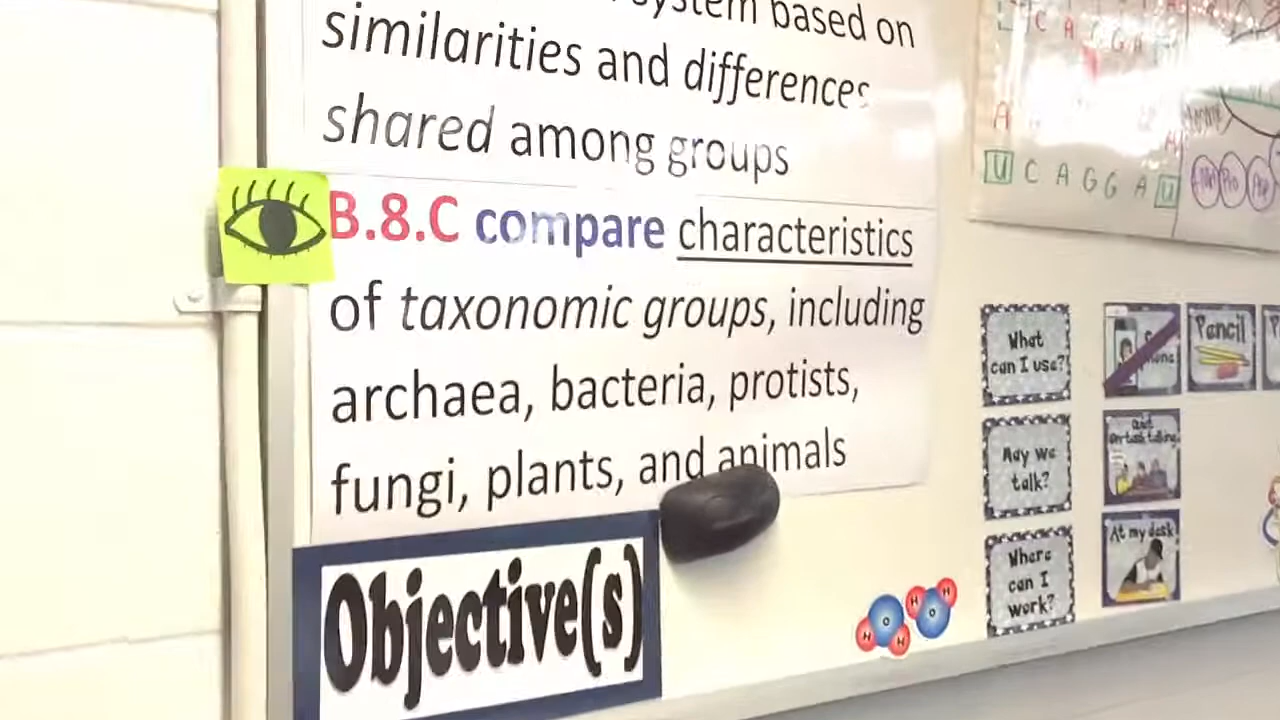 system based on
similarities and differences
shared among groups
B.8.C compare characteristics
of taxonomic groups, including
archaea, bacteria, protists,
fungi, plants, and animals
Objective(s)
C A G G A
U C A G G A U
What
can I use?
Pencil
May we
talk?
Where
can I
work?
At my desk
H O H
H O H